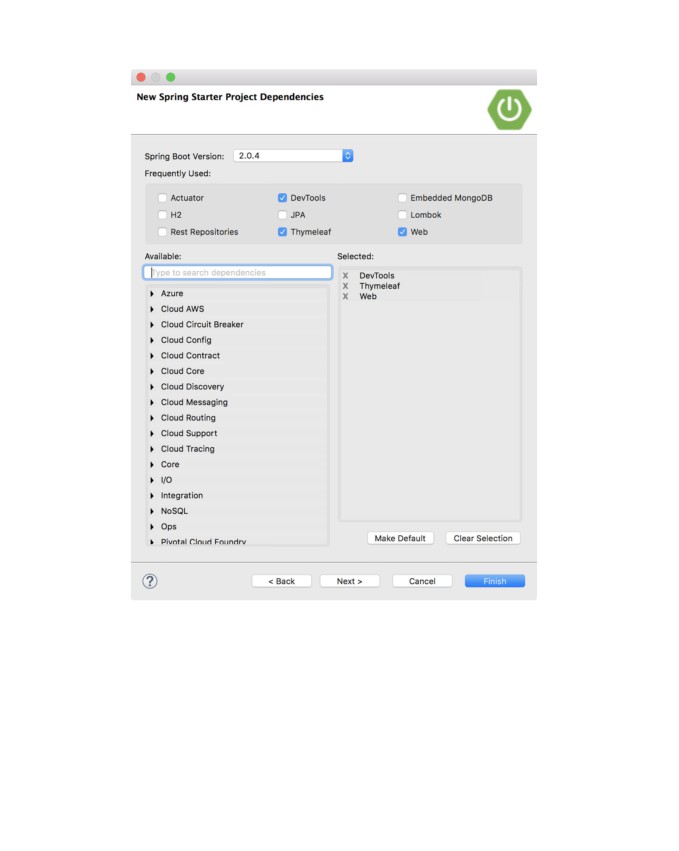 New Spring Starter Project Dependencies
Spring Boot Version: 2.0.4
Frequently Used:
Actuator DevTools Embedded MongoDB
H2 JPA Lombok
Rest Repositories Thymeleaf Web
Available: Selected:
Type to search dependencies
X DevTools
X Thymeleaf
X Web
Azure
Cloud AWS
Cloud Circuit Breaker
Cloud Config
Cloud Contract
Cloud Core
Cloud Discovery
Cloud Messaging
Cloud Routing
Cloud Support
Cloud Tracing
Core
I/O
Integration
NoSQL
Ops
Pivotal Cloud Foundry
Make Default Clear Selection
? < Back Next > Cancel Finish